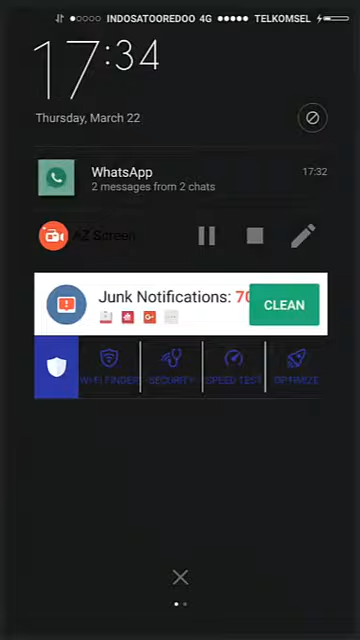 INDOSATOOREDOO 4G TELKOMSEL
17:34
Thursday, March 22
WhatsApp 17:32
2 messages from 2 chats
AZ Screen
Junk Notifications: 70 CLEAN
WI-FI FINDER SECURITY SPEED TEST OPTIMIZE